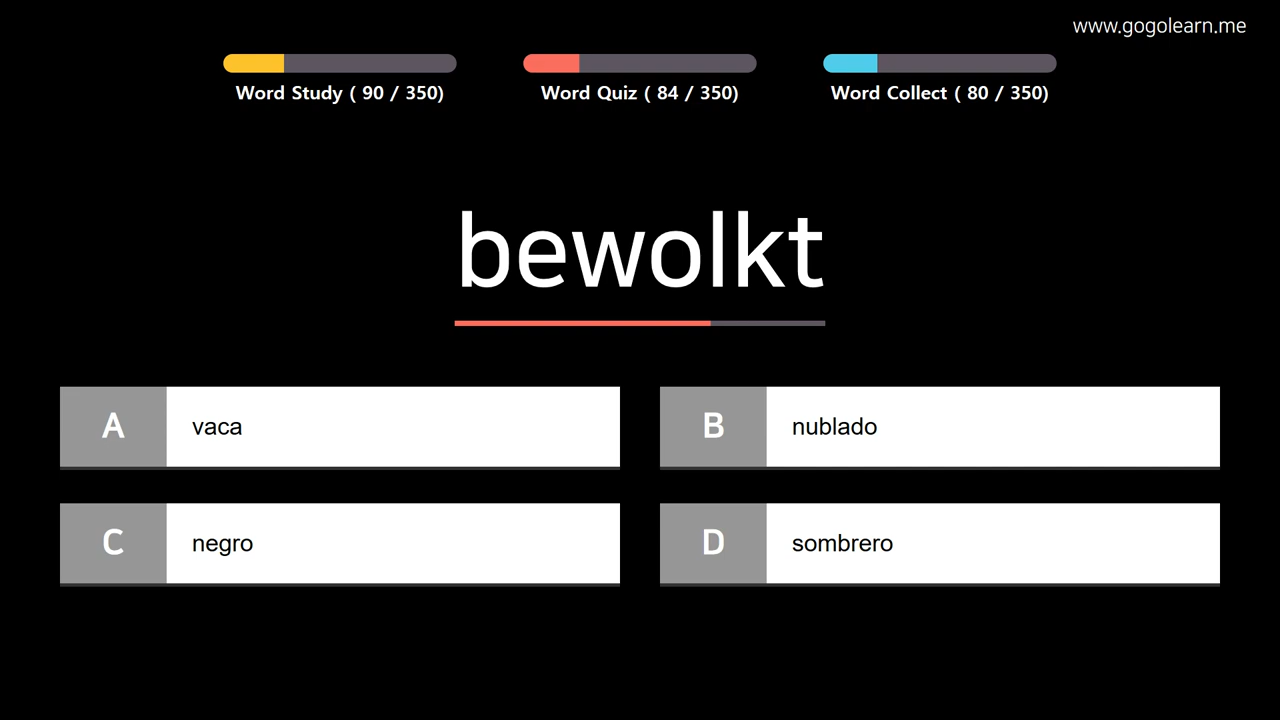 www.gogolearn.me
Word Study ( 90 / 350)
Word Quiz ( 84 / 350)
Word Collect ( 80 / 350)
bewolkt
A vaca
B nublado
C negro
D sombrero